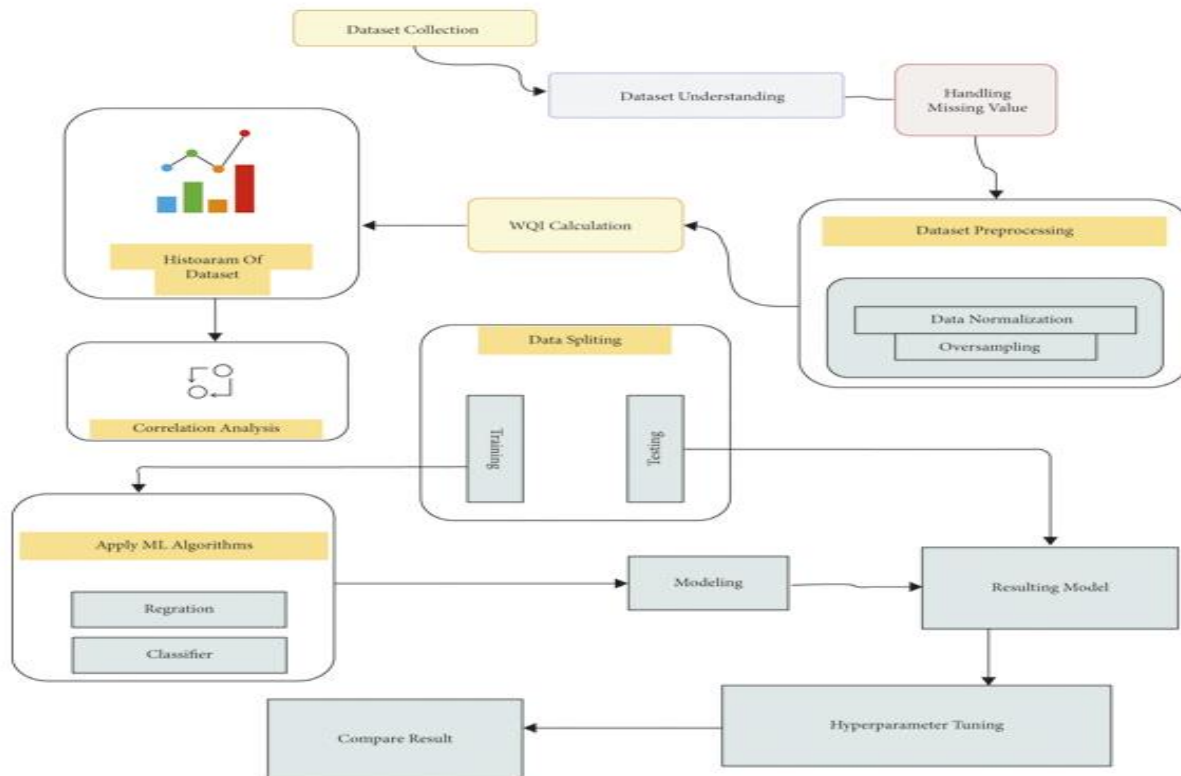 Dataset Collection
Dataset Understanding
Handling
Missing Value
Dataset Preprocessing
Data Normalization
Oversampling
WQI Calculation
Histoaram Of
Dataset
Correlation Analysis
Data Spliting
Training
Testing
Apply ML Algorithms
Regration
Classifier
Modeling
Resulting Model
Hyperparameter Tuning
Compare Result